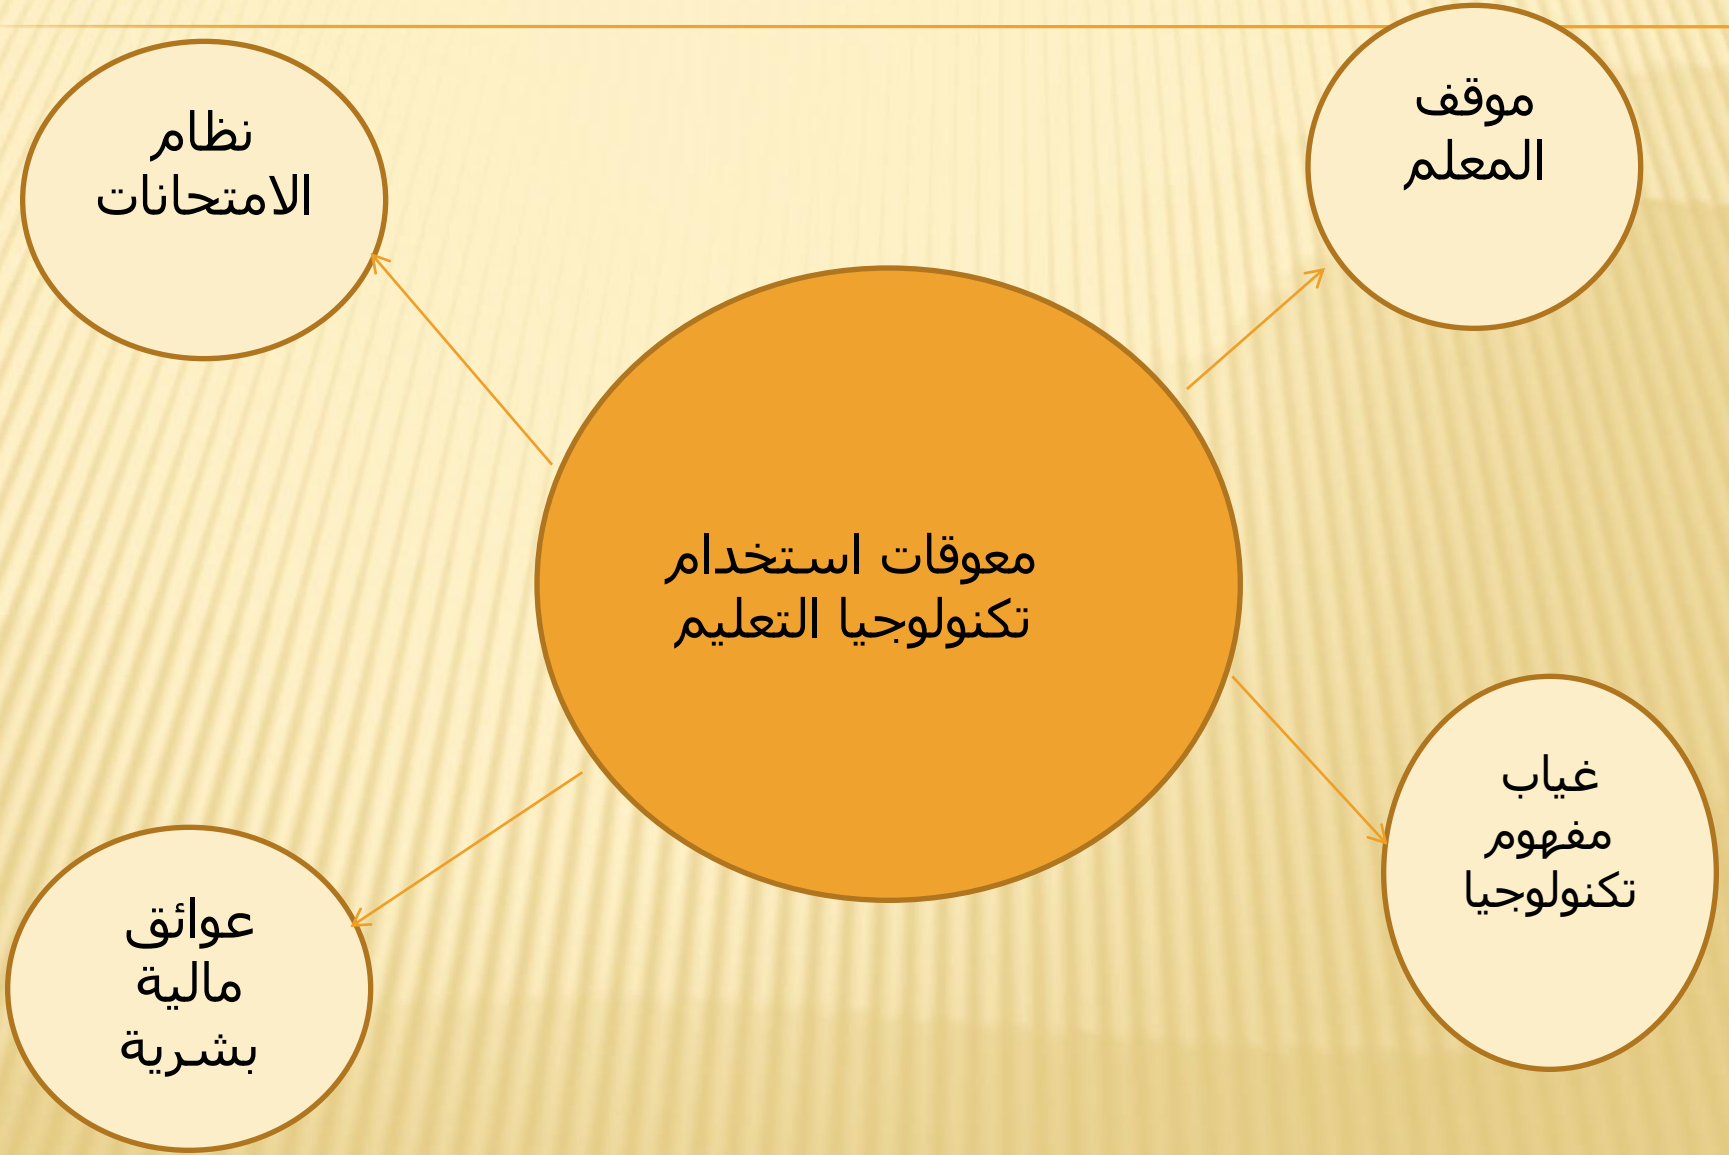 موقف
المعلم
نظام
الامتحانات
معوقات استخدام
تكنولوجيا التعليم
غياب
مفهوم
تكنولوجيا
عوائق
مالية
بشرية